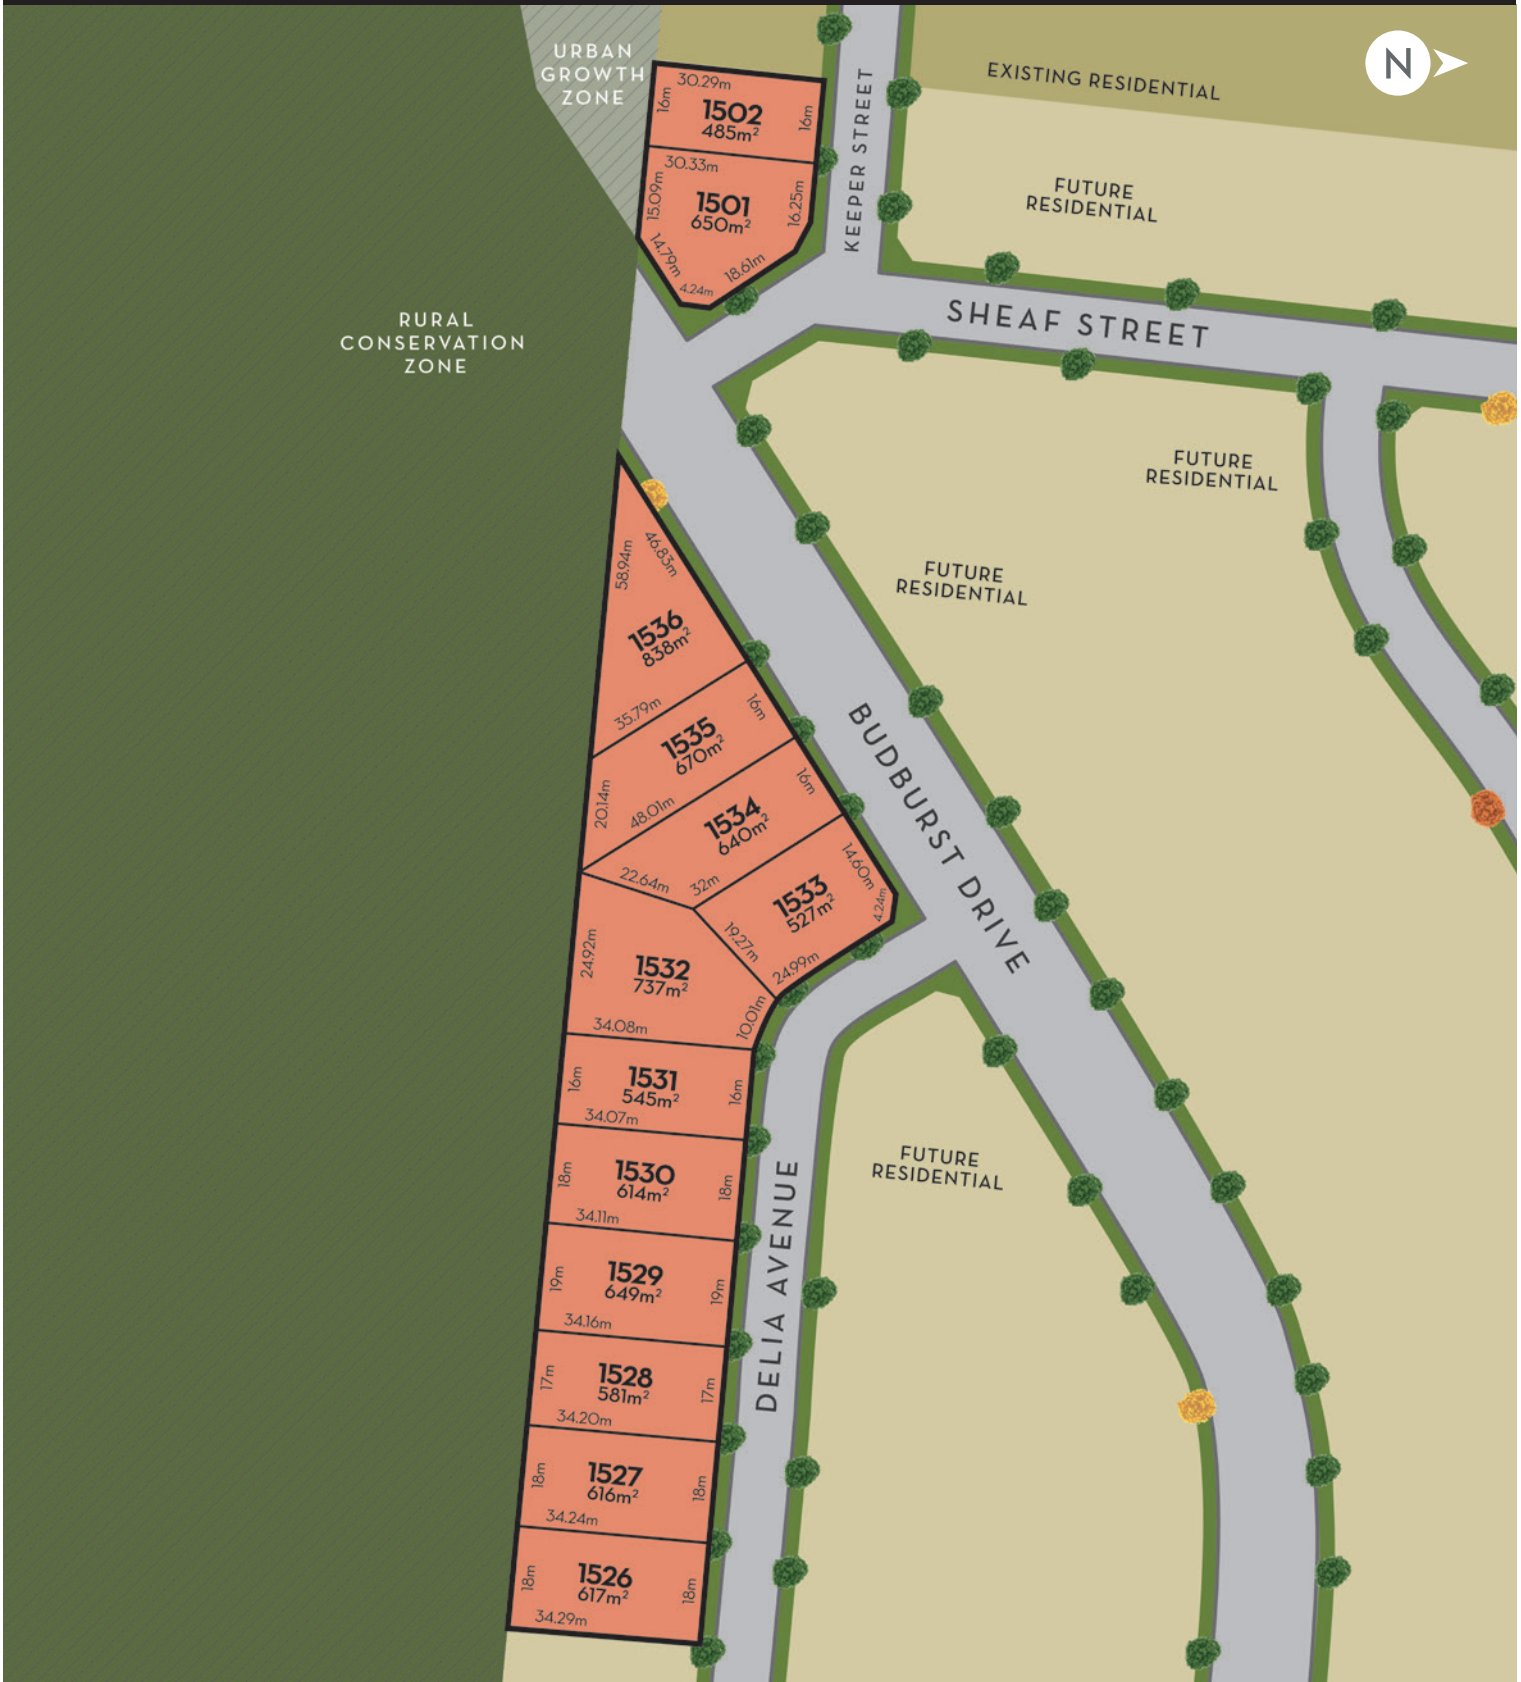 URBAN
GROWTH
ZONE
N
EXISTING RESIDENTIAL
30.29m
16m
1502
485m²
16m
KEEPER STREET
30.33m
15.09m
1501
650m²
16.25m
14.79m
18.61m
4.24m
FUTURE
RESIDENTIAL
SHEAF STREET
RURAL
CONSERVATION
ZONE
FUTURE
RESIDENTIAL
FUTURE
RESIDENTIAL
58.94m
46.83m
1536
838m²
35.79m
16m
1535
670m²
20.14m
48.01m
16m
1534
640m²
22.64m
32m
BUDBURST DRIVE
14.60m
4.24m
1533
527m²
19.27m
24.99m
24.92m
1532
737m²
10.01m
34.08m
16m
1531
545m²
16m
34.07m
18m
1530
614m²
18m
34.11m
FUTURE
RESIDENTIAL
DELIA AVENUE
19m
1529
649m²
19m
34.16m
17m
1528
581m²
17m
34.20m
18m
1527
616m²
18m
34.24m
18m
1526
617m²
18m
34.29m